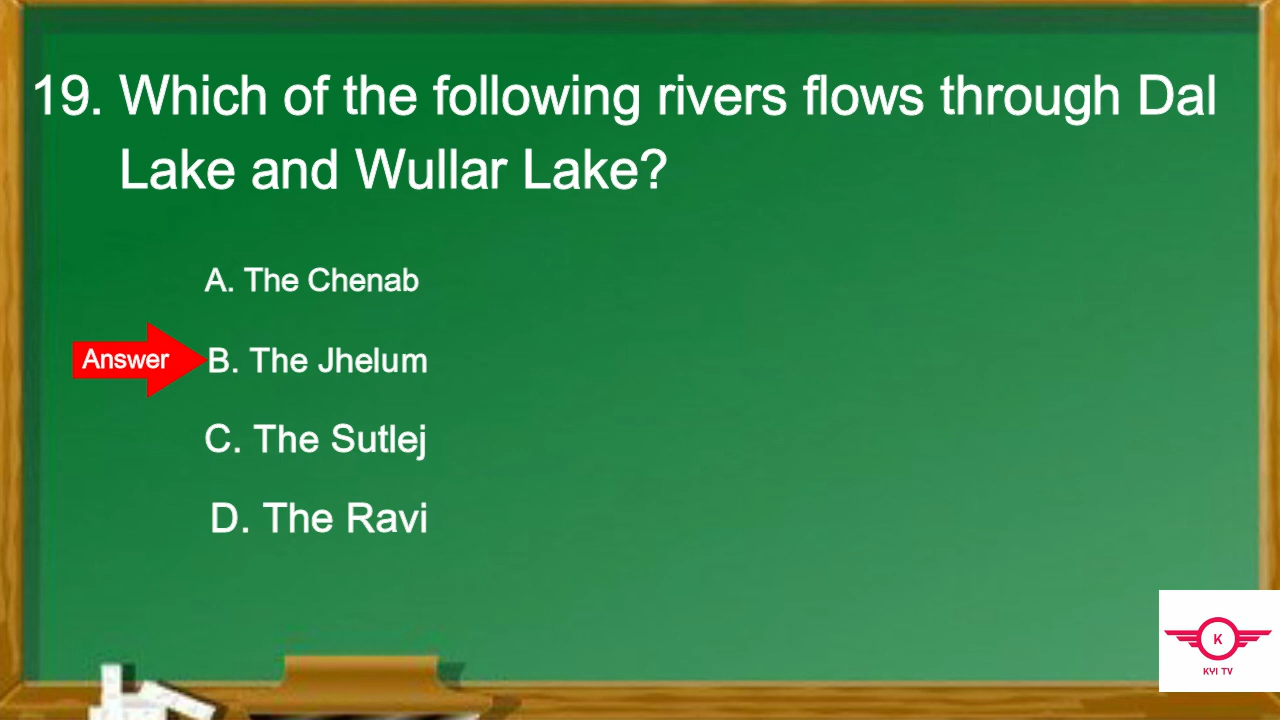 19. Which of the following rivers flows through Dal
Lake and Wullar Lake?
A. The Chenab
Answer
B. The Jhelum
C. The Sutlej
D. The Ravi
K
KYI TV